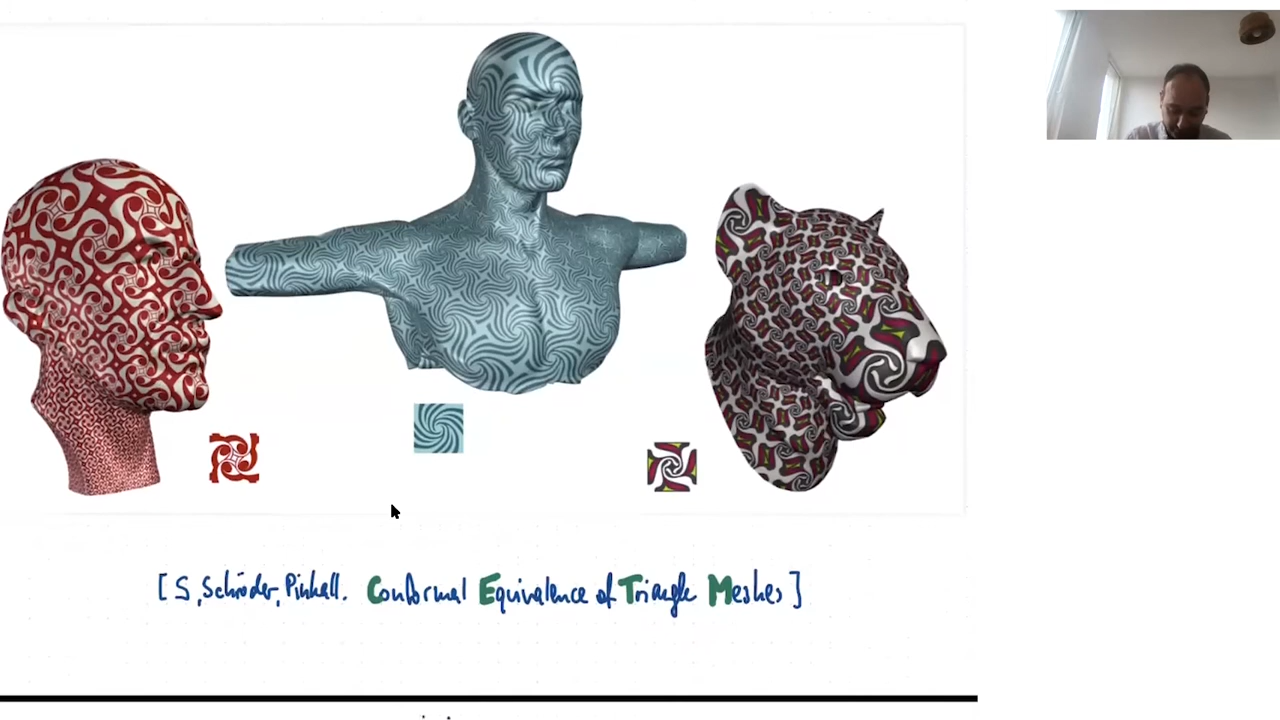 [S, Schröder, Pinkall. Conformal Equivalence of Triangle Meshes]